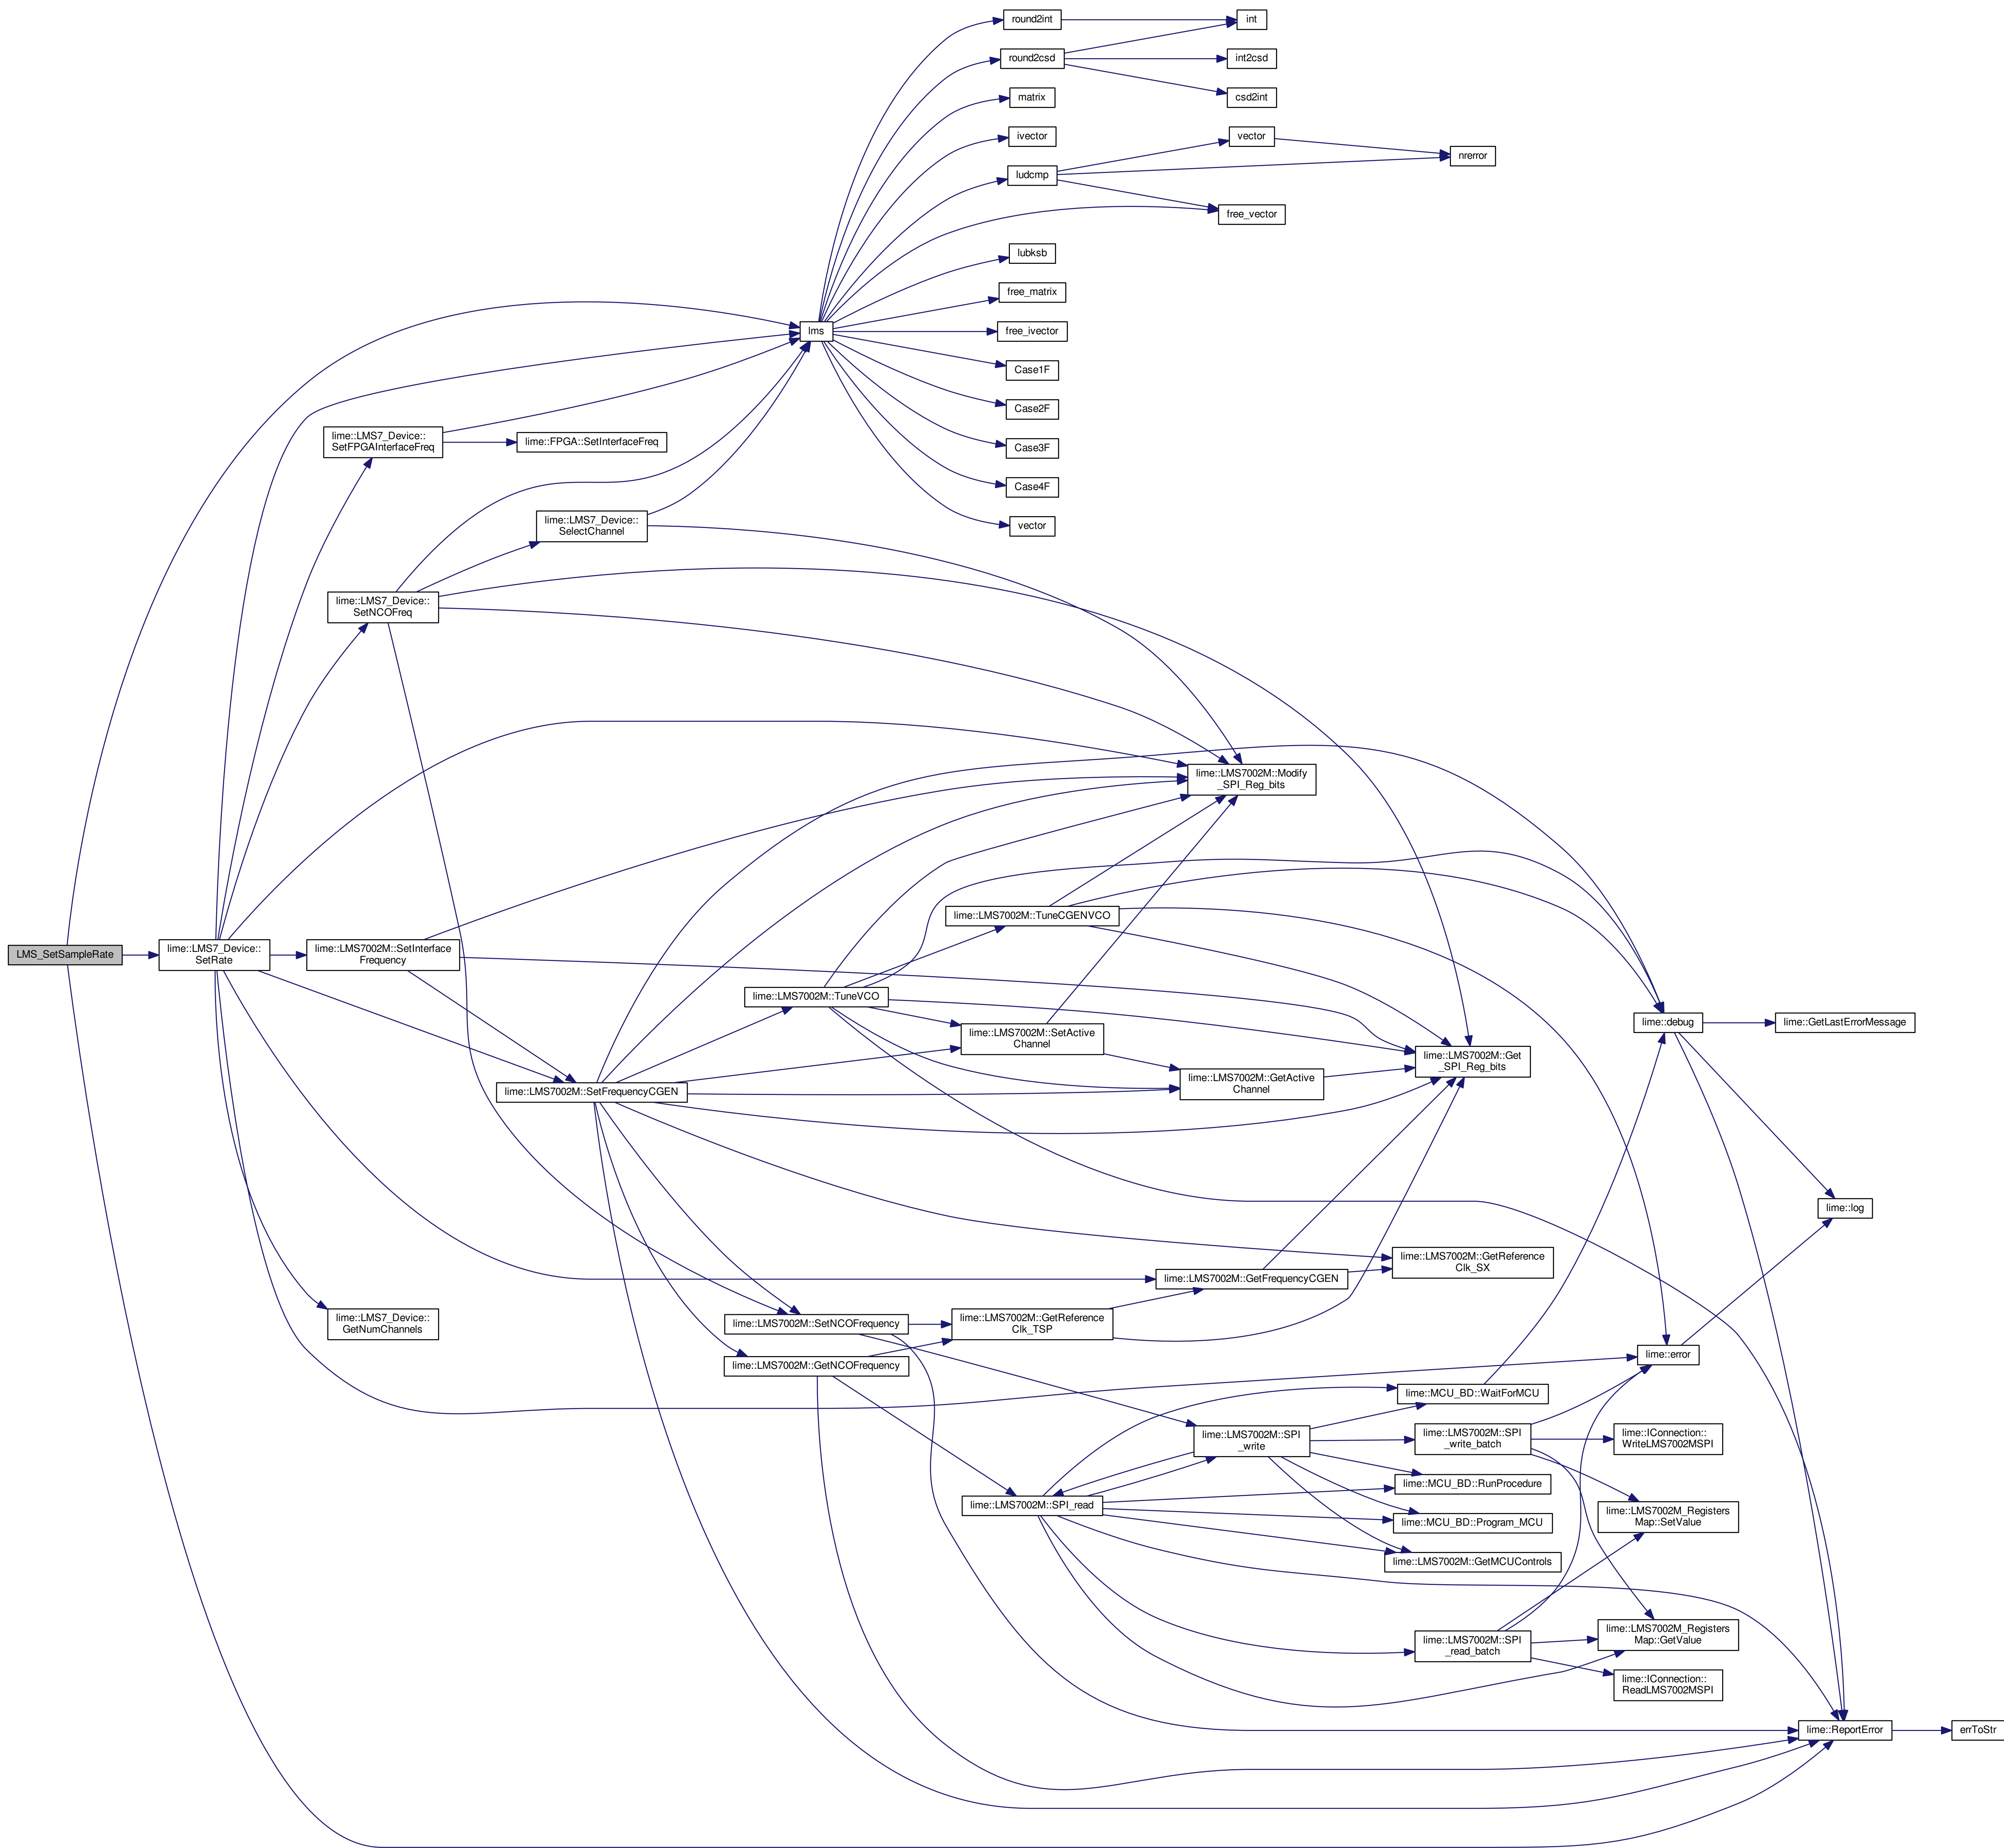 round2int
int
round2csd
int2csd
csd2int
matrix
ivector
vector
nrerror
ludcmp
free_vector
lubksb
free_matrix
lms
free_ivector
Case1F
Case2F
lime::LMS7_Device::
SetFPGAInterfaceFreq
lime::FPGA::SetInterfaceFreq
Case3F
Case4F
lime::LMS7_Device::
SelectChannel
vector
lime::LMS7_Device::
SetNCOFreq
lime::LMS7002M::Modify
_SPI_Reg_bits
lime::LMS7002M::TuneCGENVCO
LMS_SetSampleRate
lime::LMS7_Device::
SetRate
lime::LMS7002M::SetInterface
Frequency
lime::LMS7002M::TuneVCO
lime::LMS7002M::SetActive
Channel
lime::debug
lime::GetLastErrorMessage
lime::LMS7002M::Get
_SPI_Reg_bits
lime::LMS7002M::SetFrequencyCGEN
lime::LMS7002M::GetActive
Channel
lime::log
lime::LMS7002M::GetReference
Clk_SX
lime::LMS7002M::GetFrequencyCGEN
lime::LMS7_Device::
GetNumChannels
lime::LMS7002M::SetNCOFrequency
lime::LMS7002M::GetReference
Clk_TSP
lime::error
lime::LMS7002M::GetNCOFrequency
lime::MCU_BD::WaitForMCU
lime::LMS7002M::SPI
_write
lime::LMS7002M::SPI
_write_batch
lime::IConnection::
WriteLMS7002MSPI
lime::MCU_BD::RunProcedure
lime::LMS7002M::SPI_read
lime::MCU_BD::Program_MCU
lime::LMS7002M_Registers
Map::SetValue
lime::LMS7002M::GetMCUControls
lime::LMS7002M::SPI
_read_batch
lime::LMS7002M_Registers
Map::GetValue
lime::IConnection::
ReadLMS7002MSPI
lime::ReportError
errToStr